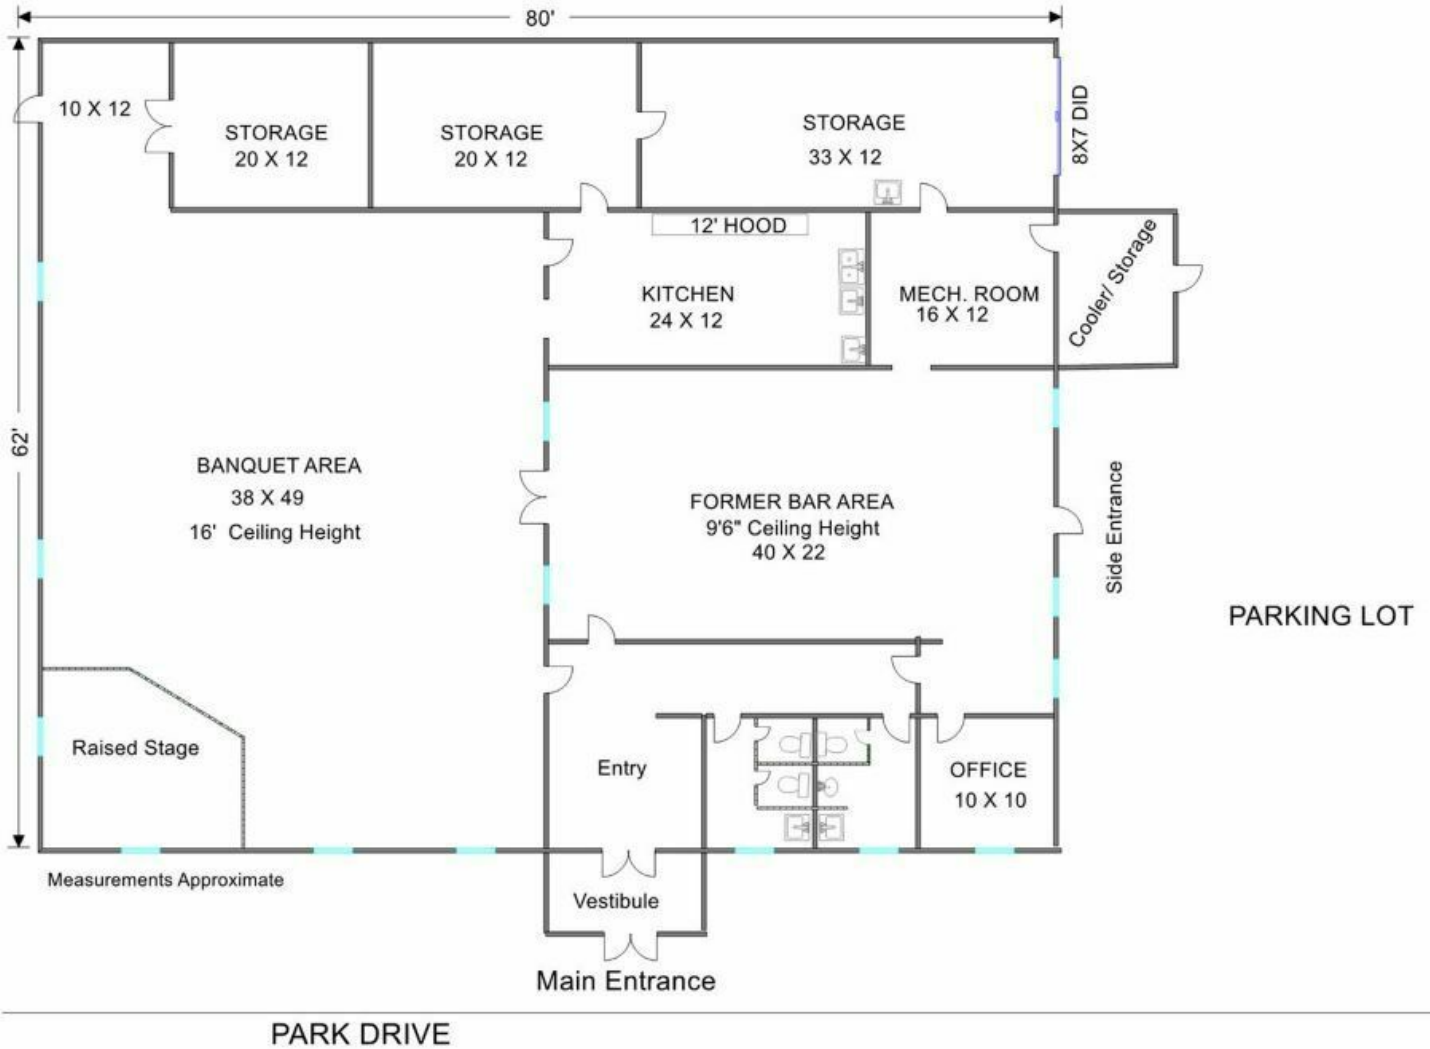 80'
62'
10 X 12
STORAGE
20 X 12
STORAGE
20 X 12
STORAGE
33 X 12
8X7 DID
12' HOOD
KITCHEN
24 X 12
MECH. ROOM
16 X 12
Cooler/ Storage
BANQUET AREA
38 X 49
16' Ceiling Height
FORMER BAR AREA
9'6" Ceiling Height
40 X 22
Side Entrance
PARKING LOT
Raised Stage
Entry
OFFICE
10 X 10
Measurements Approximate
Vestibule
Main Entrance
PARK DRIVE